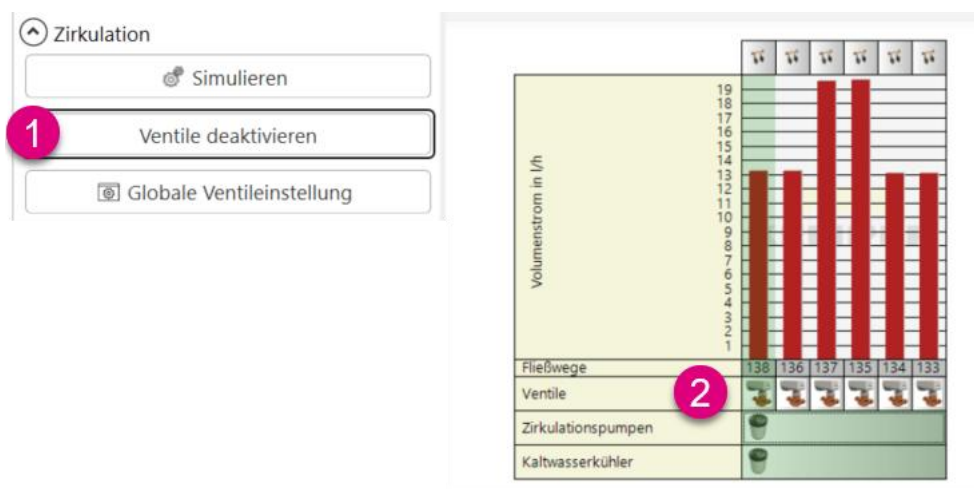 Zirkulation
Simulieren
1
Ventile deaktivieren
Globale Ventileinstellung
Volumenstrom in l/h
19
18
17
16
15
14
13
12
11
10
9
8
7
6
5
4
3
2
1
Fließwege 138 136 137 135 134 133
Ventile
2
Zirkulationspumpen
Kaltwasserkühler